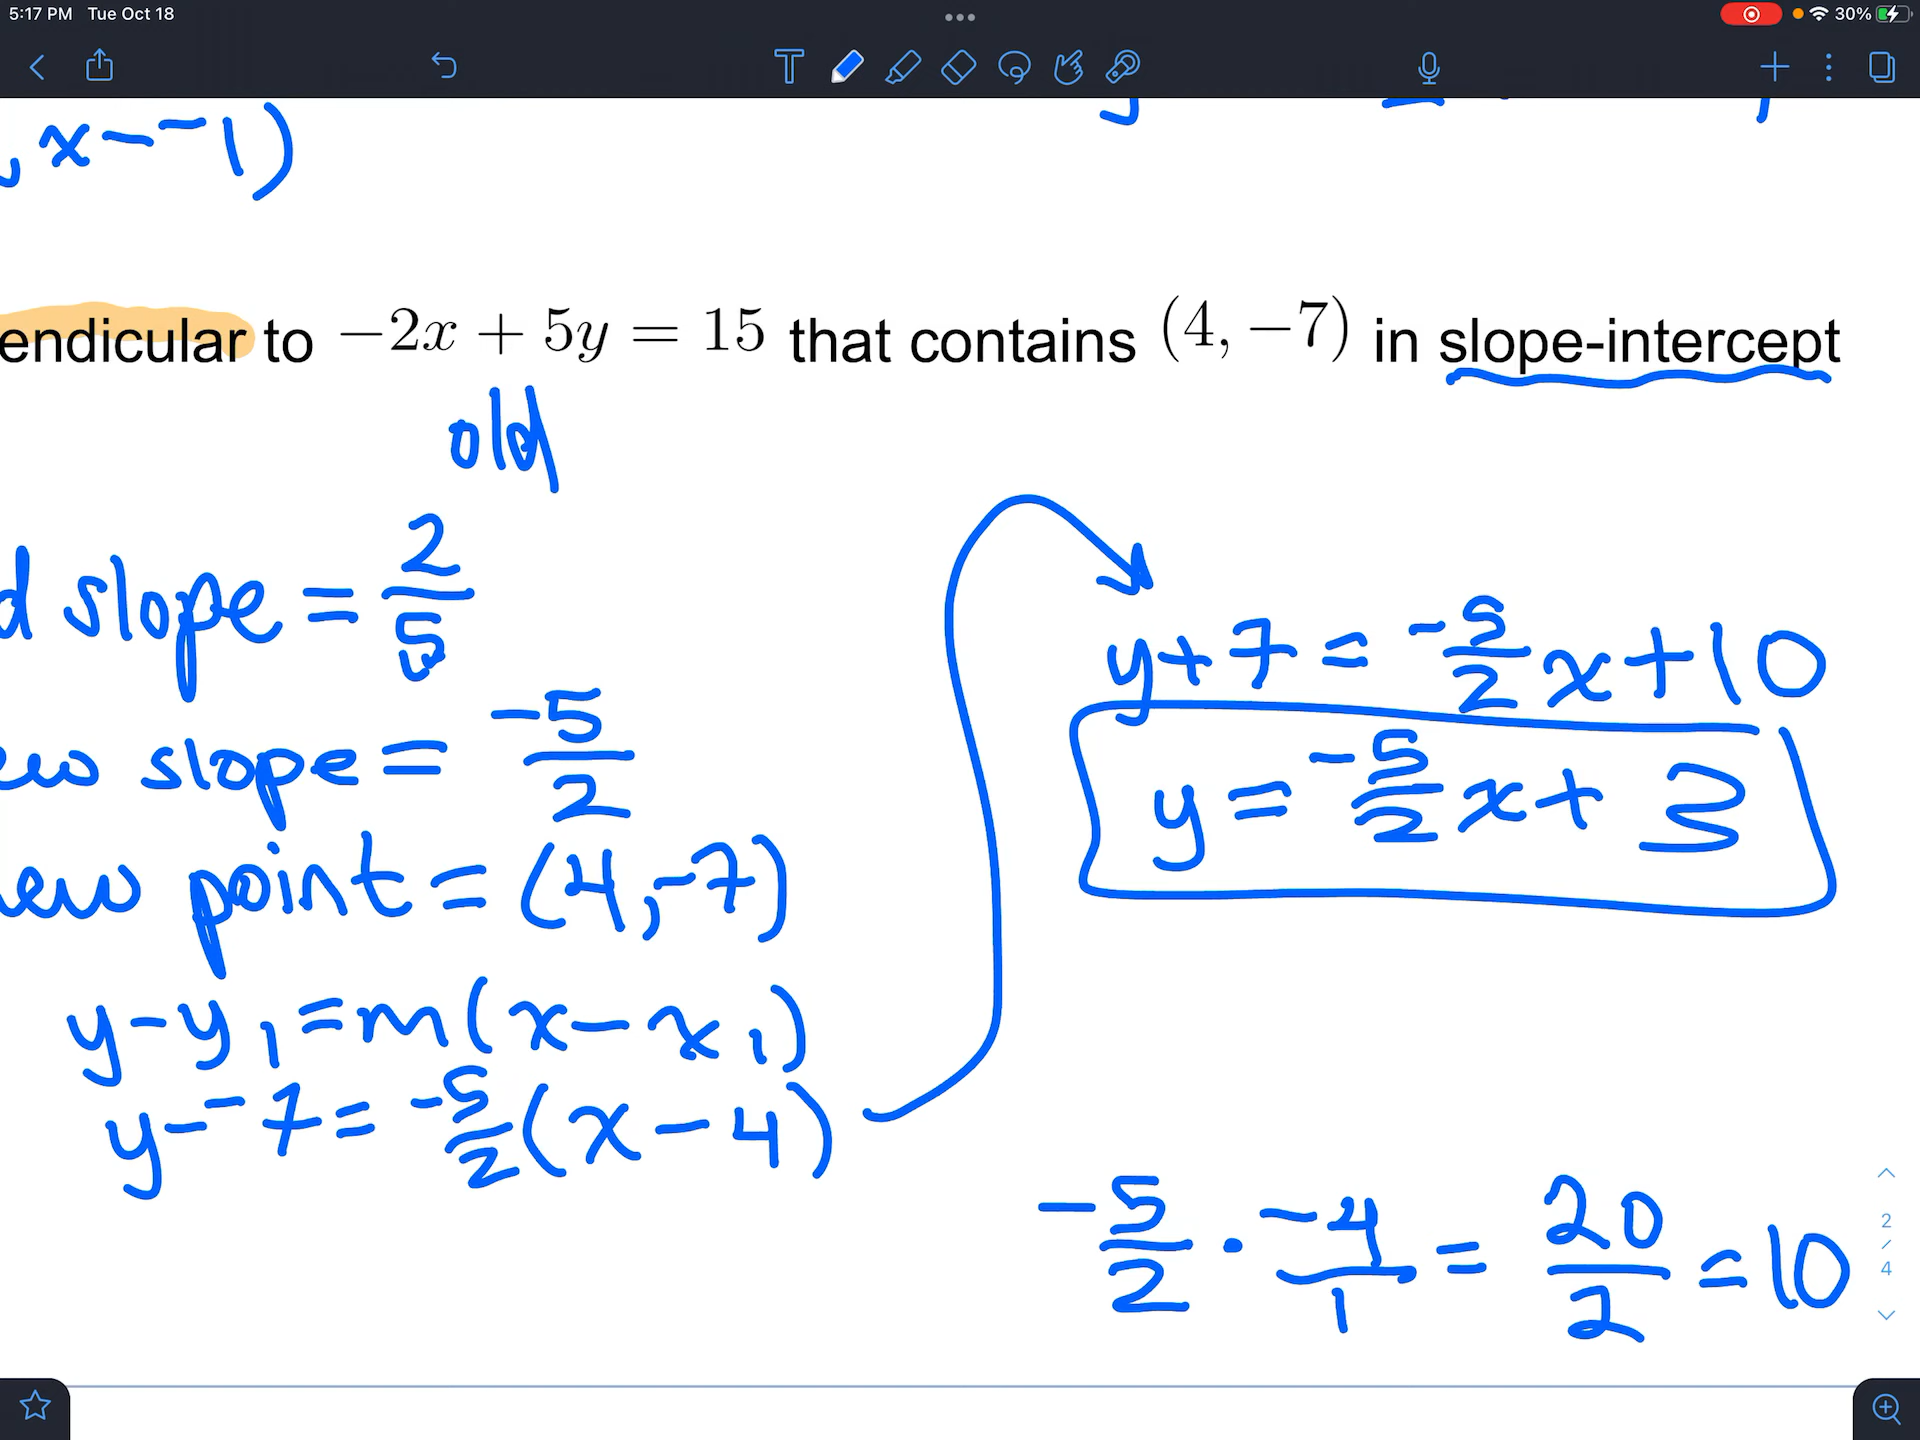 5:17 PM Tue Oct 18
30%
T
, x--1)
endicular to −2x + 5y = 15 that contains (4, −7) in slope-intercept
old
d slope = 2/5
ew slope = -5/2
ew point = (4,-7)
y-y₁=m(x-x₁)
y--7= -5/2(x-4)
y+7= -5/2x+10
y= -5/2x+3
-5/2 · -4/1 = 20/2 =10
2/4